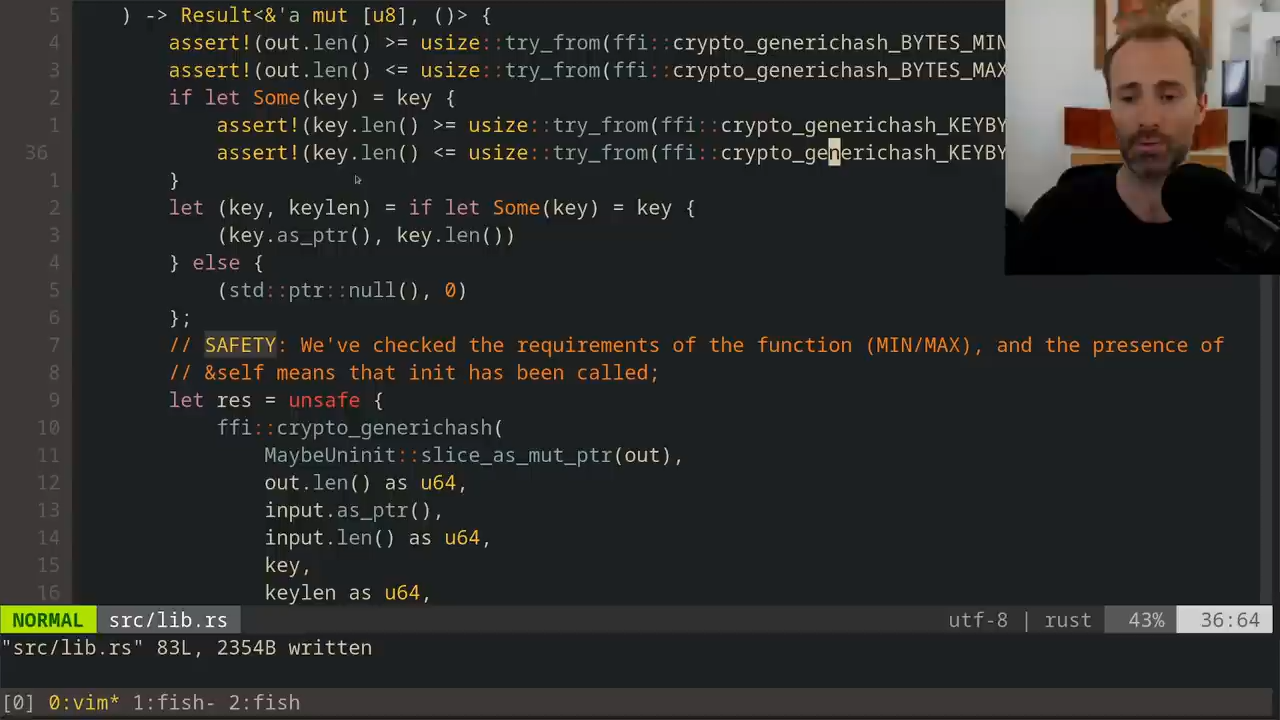 5 ) -> Result<&'a mut [u8], ()> {
4 assert!(out.len() >= usize::try_from(ffi::crypto_generichash_BYTES_MIN
3 assert!(out.len() <= usize::try_from(ffi::crypto_generichash_BYTES_MAX
2 if let Some(key) = key {
1 assert!(key.len() >= usize::try_from(ffi::crypto_generichash_KEYBY
36 assert!(key.len() <= usize::try_from(ffi::crypto_generichash_KEYBY
1 }
2 let (key, keylen) = if let Some(key) = key {
3 (key.as_ptr(), key.len())
4 } else {
5 (std::ptr::null(), 0)
6 };
7 // SAFETY: We've checked the requirements of the function (MIN/MAX), and the presence of
8 // &self means that init has been called;
9 let res = unsafe {
10 ffi::crypto_generichash(
11 MaybeUninit::slice_as_mut_ptr(out),
12 out.len() as u64,
13 input.as_ptr(),
14 input.len() as u64,
15 key,
16 keylen as u64,
NORMAL src/lib.rs utf-8 | rust 43% 36:64
"src/lib.rs" 83L, 2354B written
[0] 0:vim* 1:fish- 2:fish